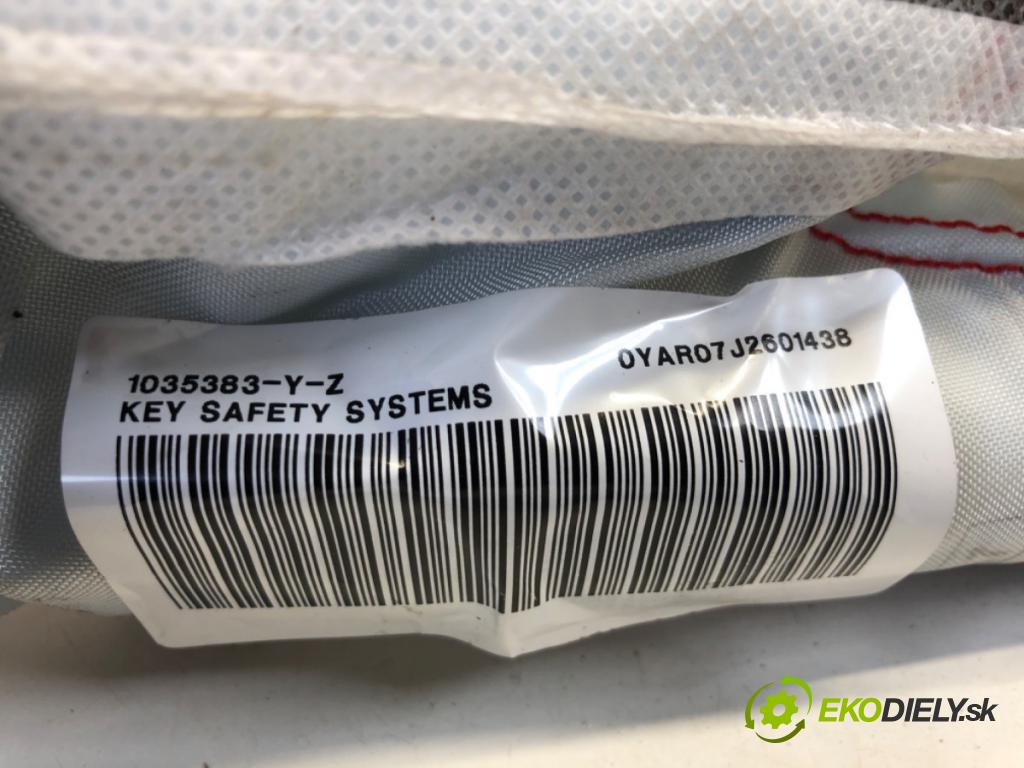 0YAR07J2601438
1035383-Y-Z
KEY SAFETY SYSTEMS
EKODIELY.sk